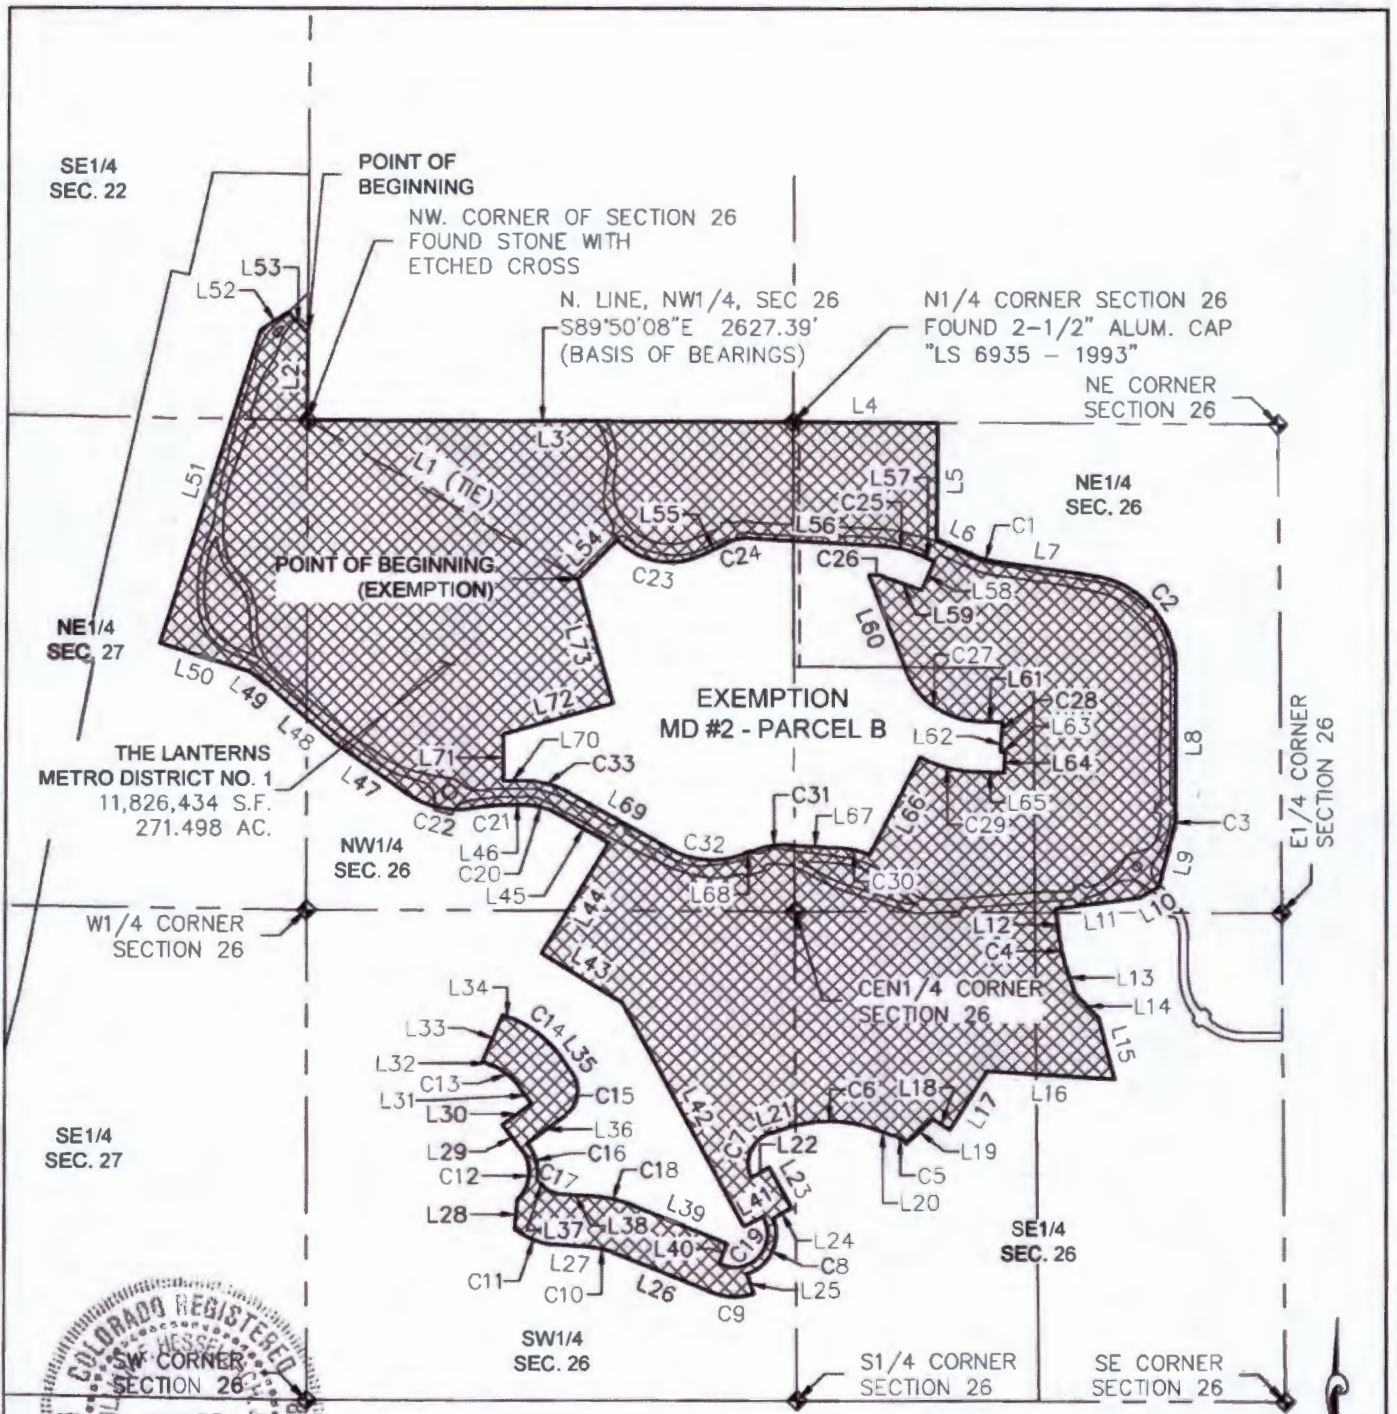 SE1/4
SEC. 22
POINT OF
BEGINNING
NW. CORNER OF SECTION 26
FOUND STONE WITH
ETCHED CROSS
L53
L52
N. LINE, NW1/4, SEC 26
S89°50'08"E 2627.39'
(BASIS OF BEARINGS)
N1/4 CORNER SECTION 26
FOUND 2-1/2" ALUM. CAP
"LS 6935 - 1993"
NE CORNER
SECTION 26
L2
L4
L3
L1 (TIE)
L51
L57
L5
NE1/4
SEC. 26
C25
L55
L56
L6
C1
L7
L54
C24
C26
C23
C2
POINT OF BEGINNING
(EXEMPTION)
L58
L59
L60
NE1/4
SEC. 27
L73
C27
L50
L49
L61
C28
EXEMPTION
MD #2 - PARCEL B
L72
L48
L62
L63
L70
L71
L64
L8
THE LANTERNS
METRO DISTRICT NO. 1
11,826,434 S.F.
271.498 AC.
L47
C33
L65
E1/4 CORNER
SECTION 26
C31
L67
L69
L66
C29
C3
C22
C21
C32
L9
NW1/4
SEC. 26
L46
C20
L45
L68
C30
L10
W1/4 CORNER
SECTION 26
L44
L12
L11
C4
L43
CEN1/4 CORNER
SECTION 26
L13
L14
L34
C14
L33
L35
L15
L32
C13
L16
L31
C15
C6
L18
L17
L30
L42
L21
L36
L22
L19
L29
C7
SE1/4
SEC. 27
C16
C5
C12
C17
C18
L23
L20
L41
L28
L39
L37
L38
L24
SE1/4
SEC. 26
L40
C19
C8
L27
C11
L25
C10
L26
C9
SW1/4
SEC. 26
COLORADO REGISTERED
HESSEL
SW CORNER
SECTION 26
S1/4 CORNER
SECTION 26
SE CORNER
SECTION 26